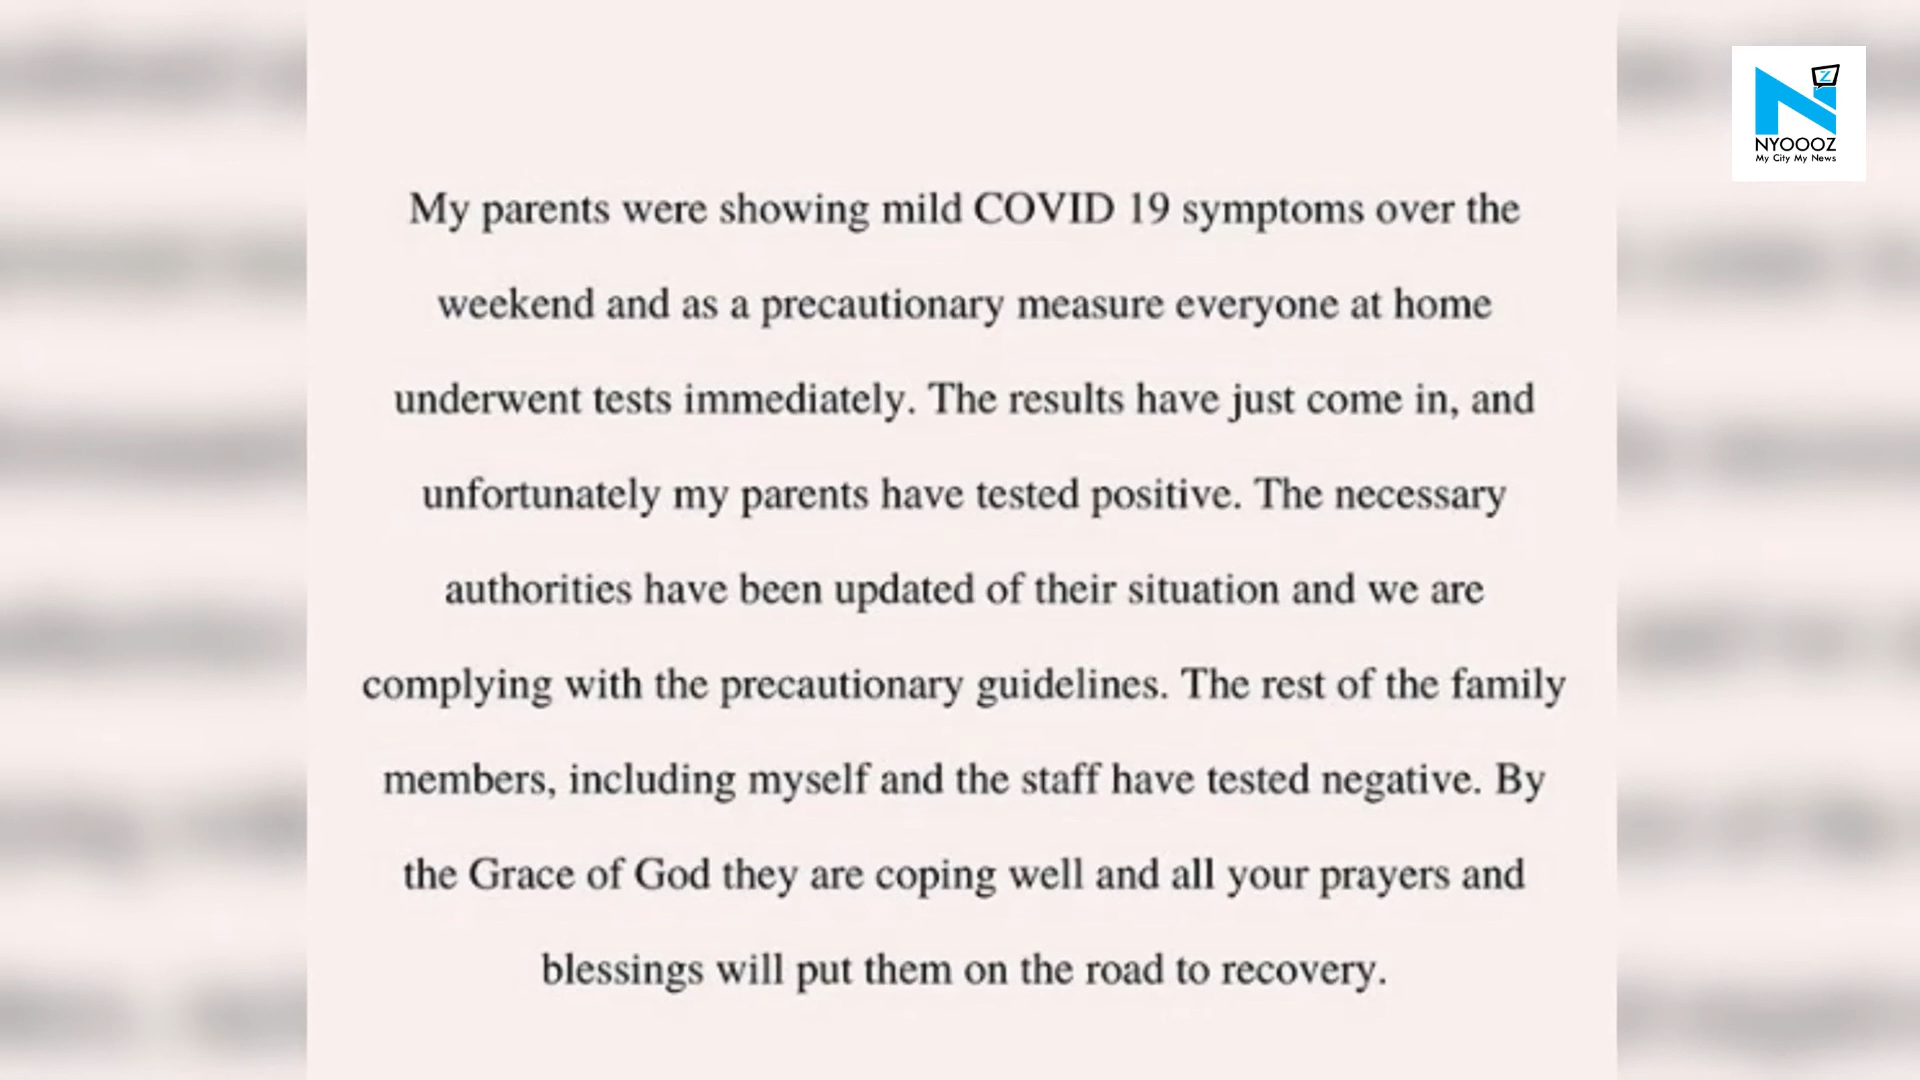 Z
NYOOOZ
My City My News
My parents were showing mild COVID 19 symptoms over the
weekend and as a precautionary measure everyone at home
underwent tests immediately. The results have just come in, and
unfortunately my parents have tested positive. The necessary
authorities have been updated of their situation and we are
complying with the precautionary guidelines. The rest of the family
members, including myself and the staff have tested negative. By
the Grace of God they are coping well and all your prayers and
blessings will put them on the road to recovery.